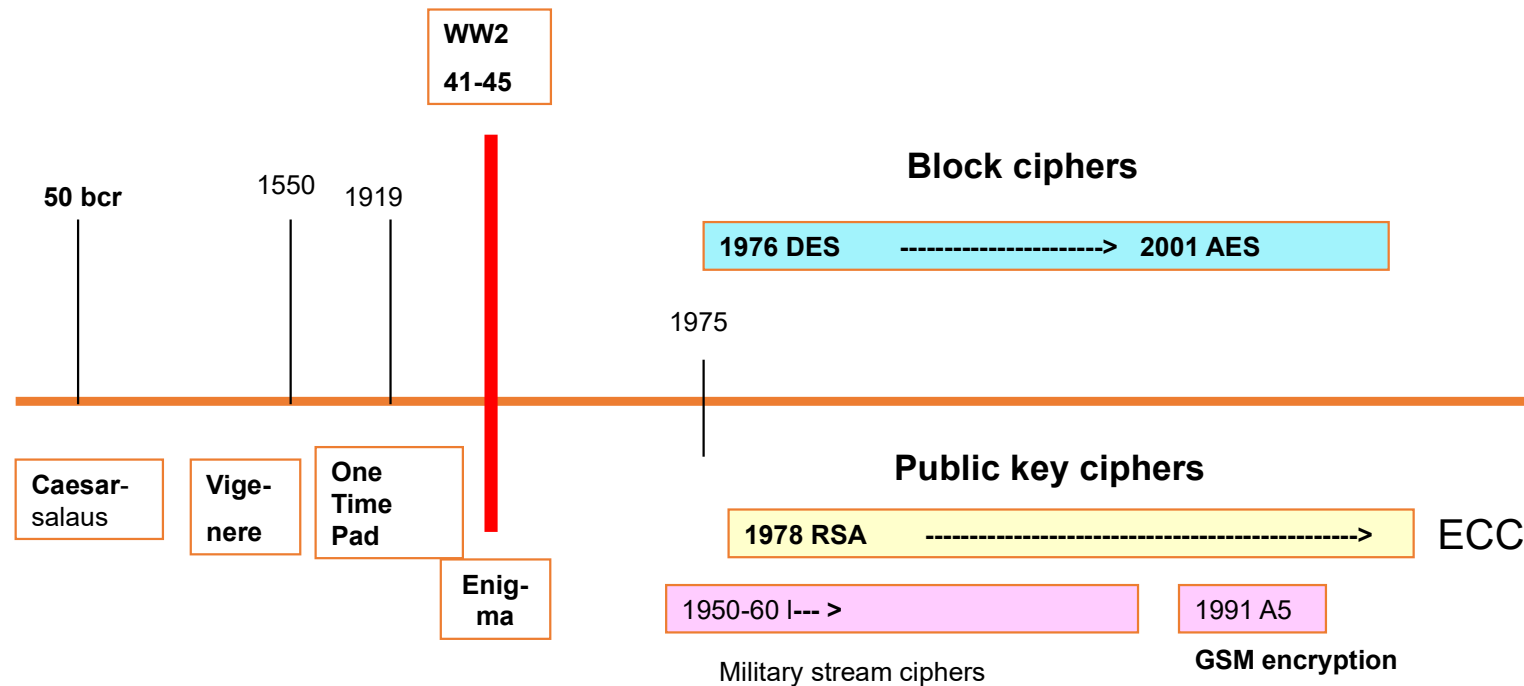 WW2
41-45
50 bcr
1550
1919
Block ciphers
1976 DES -----------------------> 2001 AES
1975
Caesar-
salaus
Vige-
nere
One
Time
Pad
Enig-
ma
Public key ciphers
1978 RSA -------------------------------------------------> ECC
1950-60 l--- >
1991 A5
Military stream ciphers
GSM encryption